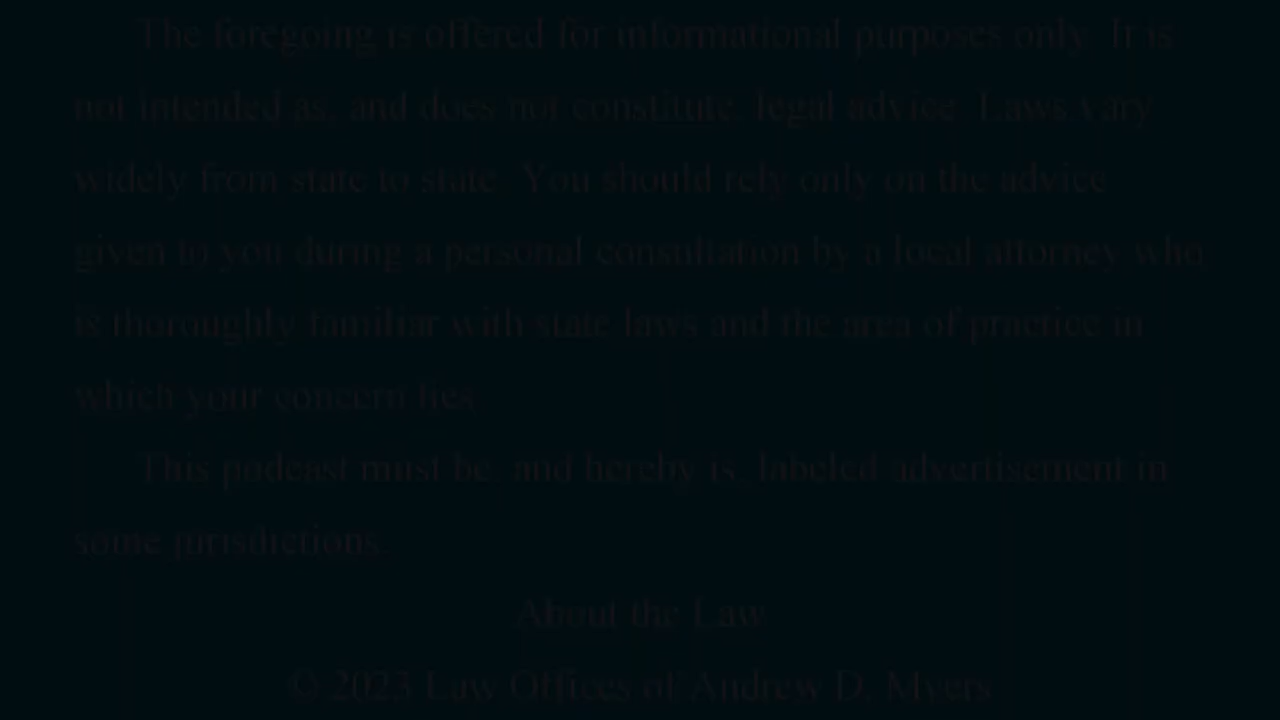 The foregoing is offered for informational purposes only. It is
not intended as, and does not constitute, legal advice. Laws vary
widely from state to state. You should rely only on the advice
given to you during a personal consultation by a local attorney who
is thoroughly familiar with state laws and the area of practice in
which your concern lies.
This podcast must be, and hereby is, labeled advertisement in
some jurisdictions.
About the Law
© 2023 Law Offices of Andrew D. Myers